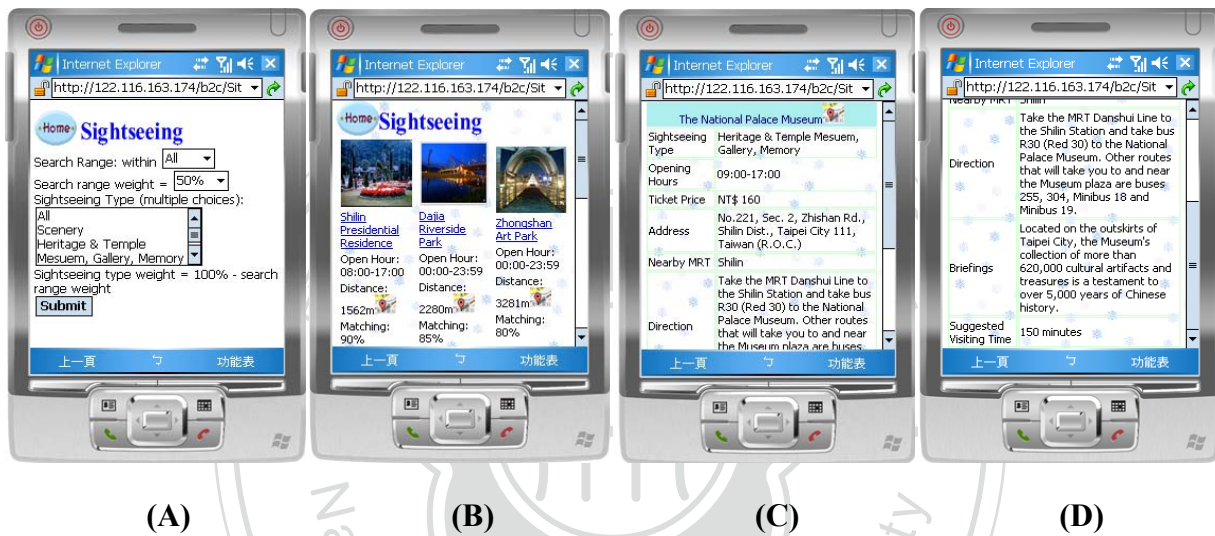 Internet Explorer
http://122.116.163.174/b2c/Sit
Home Sightseeing
Search Range: within All
Search range weight = 50%
Sightseeing Type (multiple choices):
All
Scenery
Heritage & Temple
Mesuem, Gallery, Memory
Sightseeing type weight = 100% - search
range weight
Submit
上一頁 ㄅ 功能表
(A)
Internet Explorer
http://122.116.163.174/b2c/Sit
Home Sightseeing
Shilin
Presidential
Residence
Open Hour:
08:00-17:00
Distance:
1562m
Matching:
90%
Dajia
Riverside
Park
Open Hour:
00:00-23:59
Distance:
2280m
Matching:
85%
Zhongshan
Art Park
Open Hour:
00:00-23:59
Distance:
3281m
Matching:
80%
上一頁 ㄅ 功能表
(B)
Internet Explorer
http://122.116.163.174/b2c/Sit
The National Palace Museum
Sightseeing Type
Heritage & Temple Mesuem,
Gallery, Memory
Opening Hours
09:00-17:00
Ticket Price NT$ 160
Address
No.221, Sec. 2, Zhishan Rd.,
Shilin Dist., Taipei City 111,
Taiwan (R.O.C.)
Nearby MRT Shilin
Direction
Take the MRT Danshui Line to
the Shilin Station and take bus
R30 (Red 30) to the National
Palace Museum. Other routes
that will take you to and near
the Museum plaza are buses
上一頁 ㄅ 功能表
(C)
Internet Explorer
http://122.116.163.174/b2c/Sit
Nearby MRT Shilin
Direction
Take the MRT Danshui Line to
the Shilin Station and take bus
R30 (Red 30) to the National
Palace Museum. Other routes
that will take you to and near
the Museum plaza are buses
255, 304, Minibus 18 and
Minibus 19.
Briefings
Located on the outskirts of
Taipei City, the Museum's
collection of more than
620,000 cultural artifacts and
treasures is a testament to
over 5,000 years of Chinese
history.
Suggested
Visiting Time
150 minutes
上一頁 ㄅ 功能表
(D)